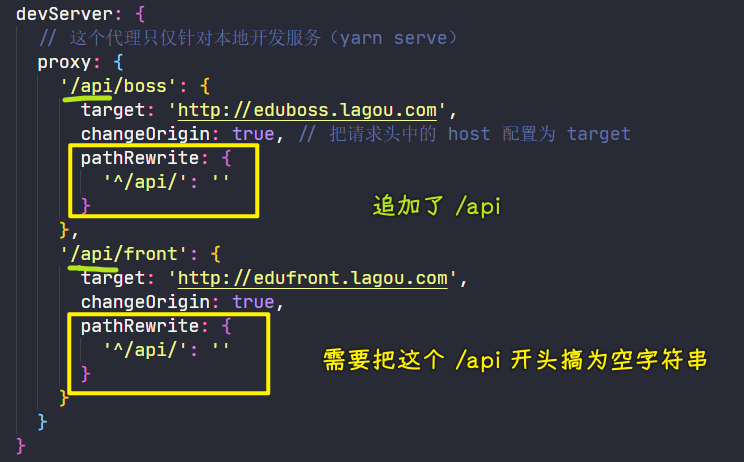 devServer: {
// 这个代理只仅针对本地开发服务（yarn serve）
proxy: {
'/api/boss': {
target: 'http://eduboss.lagou.com',
changeOrigin: true, // 把请求头中的 host 配置为 target
pathRewrite: {
'^/api/': ''
}
追加了 /api
},
'/api/front': {
target: 'http://edufront.lagou.com',
changeOrigin: true,
pathRewrite: {
'^/api/': ''
需要把这个 /api 开头搞为空字符串
}
}
}
}